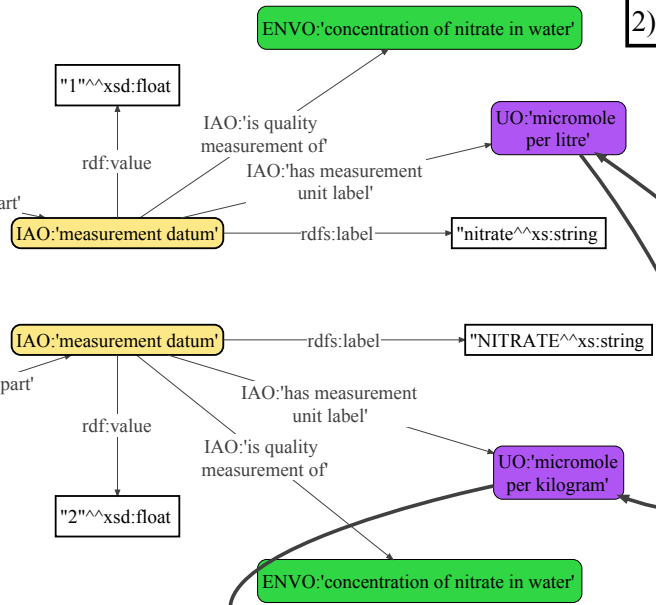 ENVO:'concentration of nitrate in water'
2)
"1"^^xsd:float
IAO:'is quality
measurement of'
UO:'micromole
per litre'
rdf:value
IAO:'has measurement
unit label'
art'
IAO:'measurement datum'
rdfs:label
"nitrate^^xs:string
IAO:'measurement datum'
rdfs:label
"NITRATE^^xs:string
part'
IAO:'has measurement
unit label'
rdf:value
IAO:'is quality
measurement of'
UO:'micromole
per kilogram'
"2"^^xsd:float
ENVO:'concentration of nitrate in water'